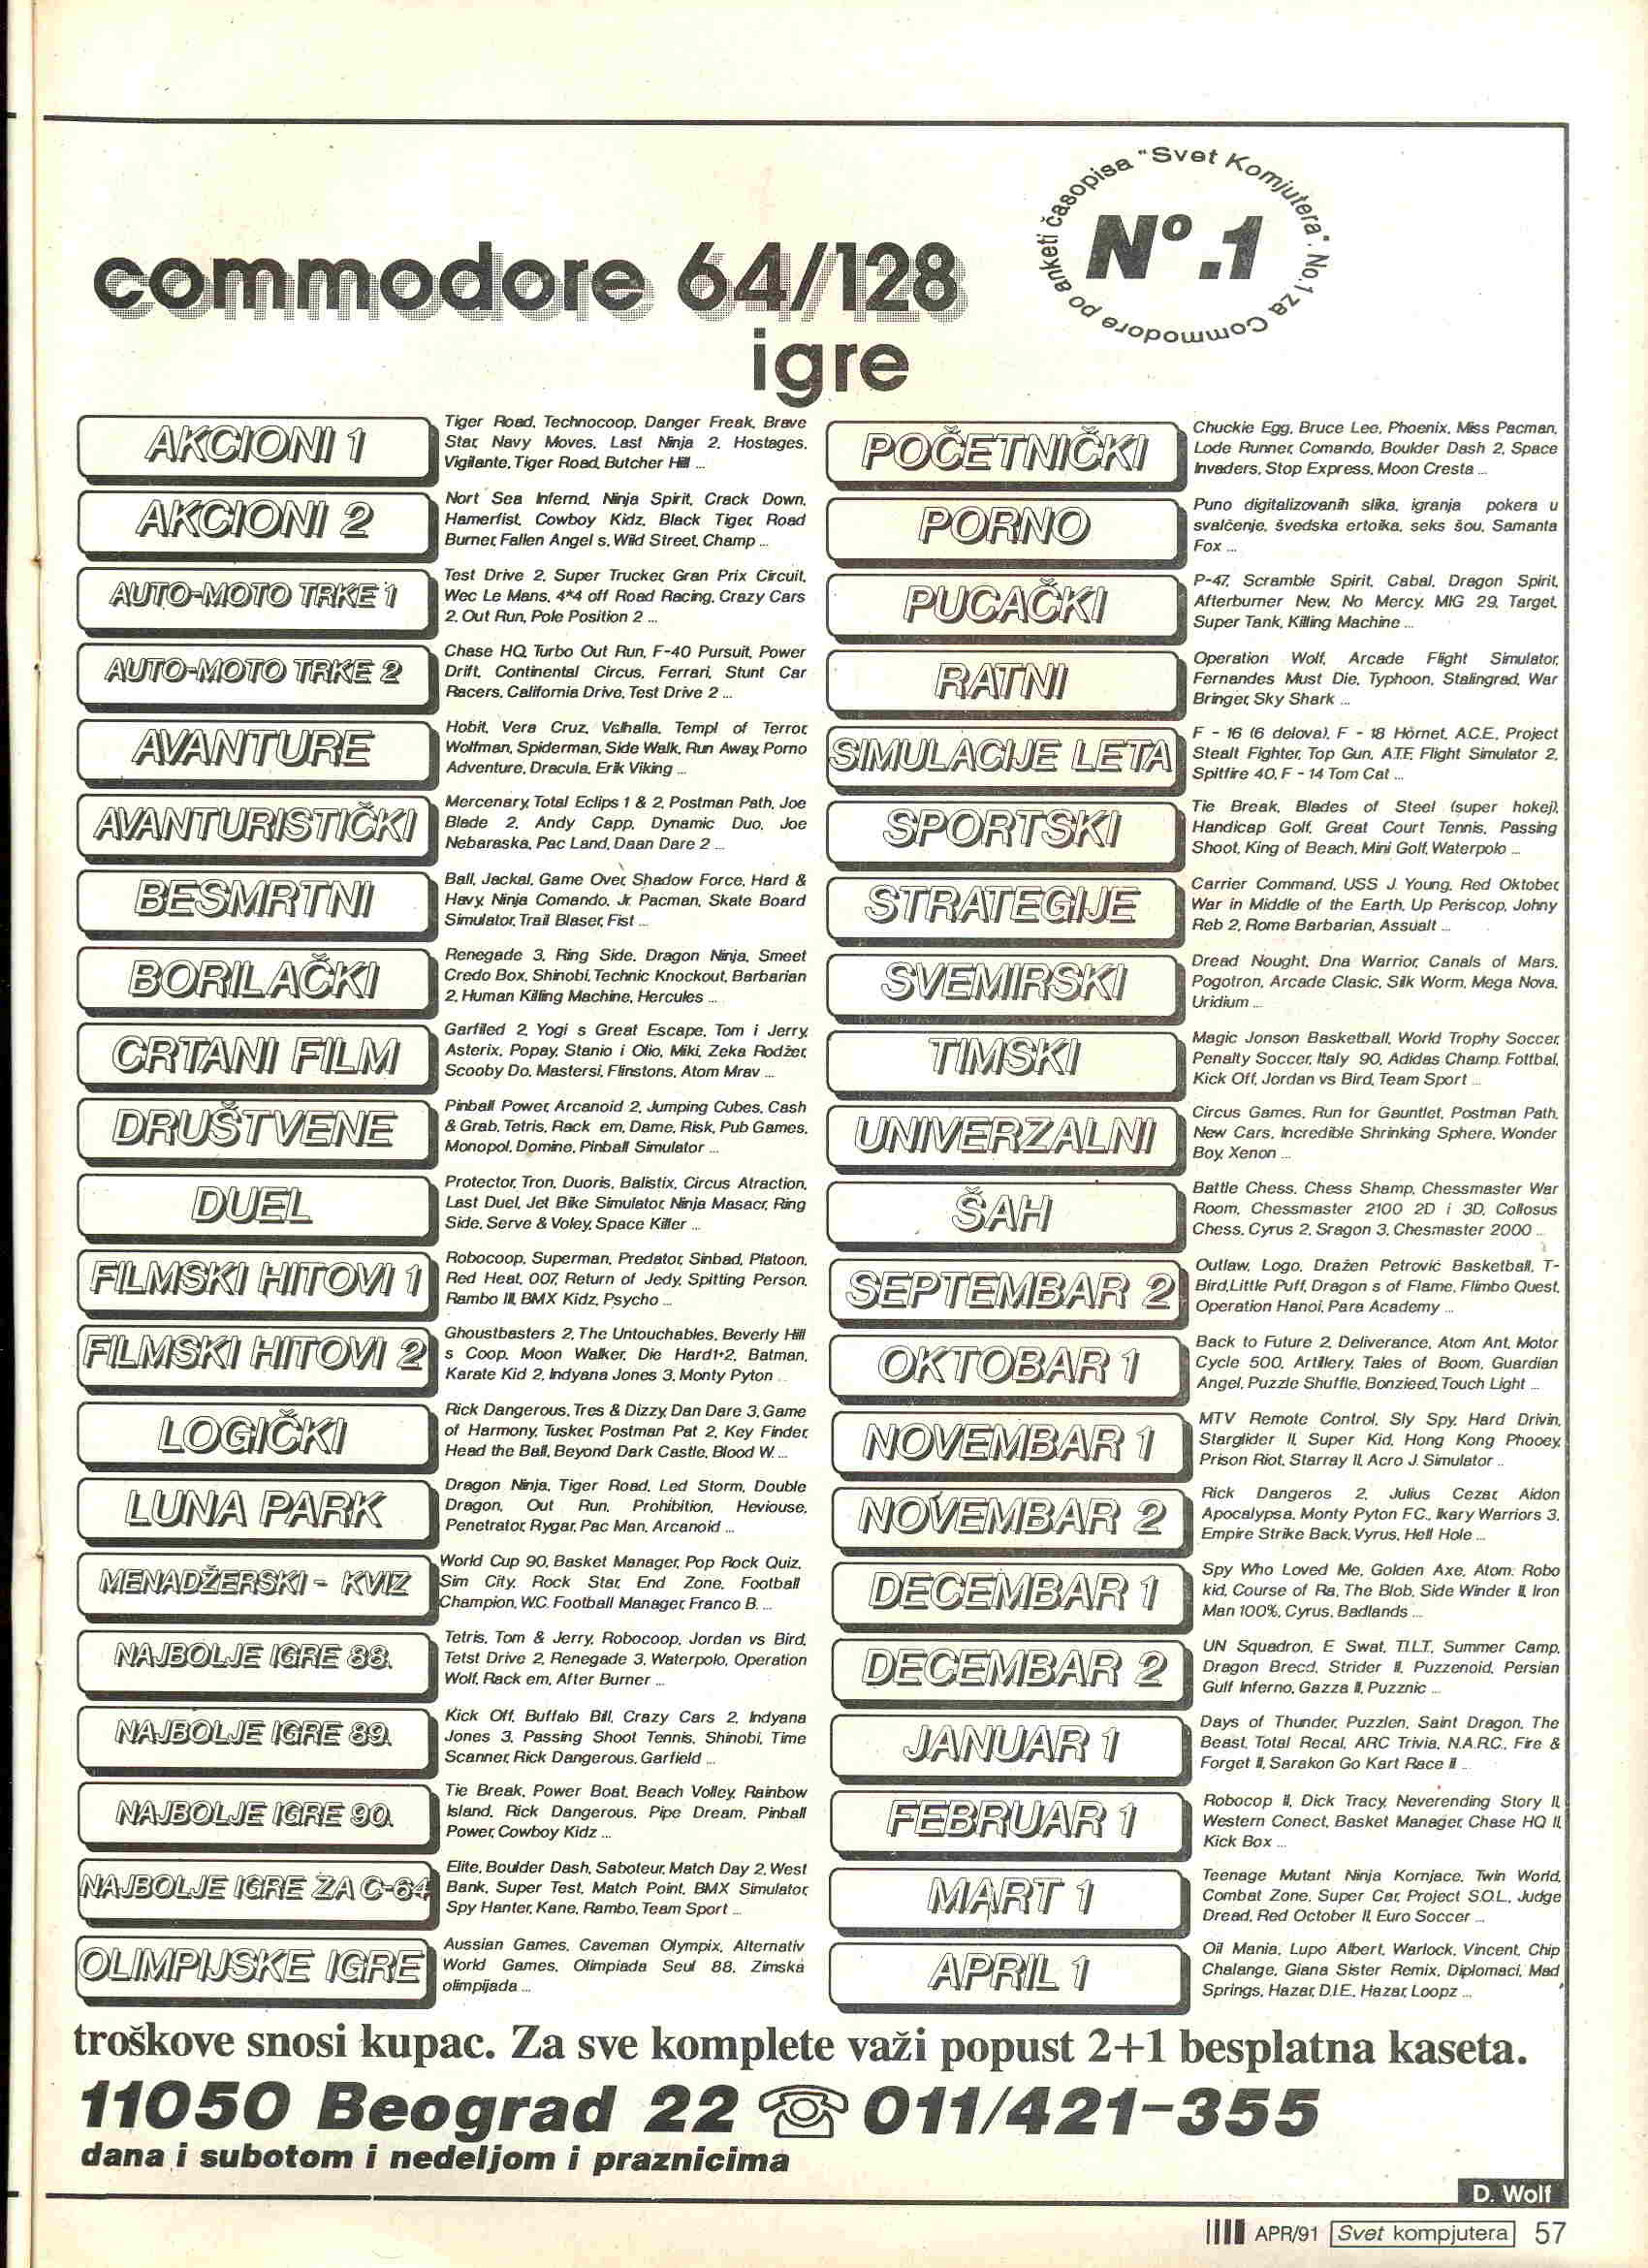 commodore 64/128
igre
po anketi časopisa "Svet Komjutera". No.1 za Commodore
Nº.1
AKCIONI 1
Tiger Road, Technocoop, Danger Freak, Brave
Star, Navy Moves, Last Ninja 2, Hostages,
Vigilante, Tiger Road, Butcher Hill ...
AKCIONI 2
Nort Sea Infernd, Ninja Spirit, Crack Down,
Hamerfist, Cowboy Kidz, Black Tiger, Road
Burner, Fallen Angel s, Wild Street, Champ ...
AUTO-MOTO TRKE 1
Test Drive 2, Super Trucker, Gran Prix Circuit,
Wec Le Mans, 4*4 off Road Racing, Crazy Cars
2, Out Run, Pole Position 2 ...
AUTO-MOTO TRKE 2
Chase HQ, Turbo Out Run, F-40 Pursuit, Power
Drift, Continental Circus, Ferrari, Stunt Car
Racers, California Drive, Test Drive 2 ...
AVANTURE
Hobit, Vera Cruz, Valhalla, Templ of Terror,
Wolfman, Spiderman, Side Walk, Run Away, Porno
Adventure, Dracula, Erik Viking ...
AVANTURISTIČKI
Mercenary, Total Eclips 1 & 2, Postman Path, Joe
Blade 2, Andy Capp, Dynamic Duo, Joe
Nebaraska, Pac Land, Daan Dare 2 ...
BESMRTNI
Ball, Jackal, Game Over, Shadow Force, Hard &
Havy, Ninja Comando, Jr. Pacman, Skate Board
Simulator, Trail Blaser, Fist ...
BORILAČKI
Renegade 3, Ring Side, Dragon Ninja, Smeet
Credo Box, Shinobi, Technic Knockout, Barbarian
2, Human Killing Machine, Hercules ...
CRTANI FILM
Garfiled 2, Yogi s Great Escape, Tom i Jerry,
Asterix, Popay, Stanio i Olio, Miki, Zeka Rodžer,
Scooby Do, Mastersi, Flinstons, Atom Mrav ...
DRUŠTVENE
Pinball Power, Arcanoid 2, Jumping Cubes, Cash
& Grab, Tetris, Rack em, Dame, Risk, Pub Games,
Monopol, Domine, Pinball Simulator ...
DUEL
Protector, Tron, Duoris, Balistix, Circus Atraction,
Last Duel, Jet Bike Simulator, Ninja Masacr, Ring
Side, Serve & Voley, Space Killer ...
FILMSKI HITOVI 1
Robocoop, Superman, Predator, Sinbad, Platoon,
Red Heat, 007, Return of Jedy, Spitting Person,
Rambo III, BMX Kidz, Psycho ...
FILMSKI HITOVI 2
Ghoustbasters 2, The Untouchables, Beverly Hill
s Coop, Moon Walker, Die Hard1+2, Batman,
Karate Kid 2, Indyana Jones 3, Monty Pyton ..
LOGIČKI
Rick Dangerous, Tres & Dizzy, Dan Dare 3, Game
of Harmony, Tusker, Postman Pat 2, Key Finder,
Head the Ball, Beyond Dark Castle, Blood W. ...
LUNA PARK
Dragon Ninja, Tiger Road, Led Storm, Double
Dragon, Out Run, Prohibition, Heviouse,
Penetrator, Rygar, Pac Man, Arcanoid ...
MENADŽERSKI - KVIZ
World Cup 90, Basket Manager, Pop Rock Quiz,
Sim City, Rock Star, End Zone, Football
Champion, W.C. Football Manager, Franco B. ...
NAJBOLJE IGRE 88.
Tetris, Tom & Jerry, Robocoop, Jordan vs Bird,
Tetst Drive 2, Renegade 3, Waterpolo, Operation
Wolf, Rack em, After Burner ...
NAJBOLJE IGRE 89.
Kick Off, Buffalo Bill, Crazy Cars 2, Indyana
Jones 3, Passing Shoot Tennis, Shinobi, Time
Scanner, Rick Dangerous, Garfield ...
NAJBOLJE IGRE 90.
Tie Break, Power Boat, Beach Volley, Rainbow
Island, Rick Dangerous, Pipe Dream, Pinball
Power, Cowboy Kidz ...
NAJBOLJE IGRE ZA C-64
Elite, Boulder Dash, Saboteur, Match Day 2, West
Bank, Super Test, Match Point, BMX Simulator,
Spy Hanter, Kane, Rambo, Team Sport ...
OLIMPIJSKE IGRE
Aussian Games, Caveman Olympix, Alternativ
World Games, Olimpiada Seul 88, Zimska
olimpijada ...
POČETNIČKI
Chuckie Egg, Bruce Lee, Phoenix, Miss Pacman,
Lode Runner, Comando, Boulder Dash 2, Space
Invaders, Stop Express, Moon Cresta ...
PORNO
Puno digitalizovanih slika, igranja pokera u
svalčenje, švedska ertoika, seks šou, Samanta
Fox ...
PUCAČKI
P-47, Scramble Spirit, Cabal, Dragon Spirit,
Afterburner New, No Mercy, MIG 29, Target,
Super Tank, Killing Machine ...
RATNI
Operation Wolf, Arcade Flight Simulator,
Fernandes Must Die, Typhoon, Stalingrad, War
Bringer, Sky Shark ...
SIMULACIJE LETA
F - 16 (6 delova), F - 18 Hornet, A.C.E., Project
Stealt Fighter, Top Gun, A.T.F., Flight Simulator 2,
Spitfire 40, F - 14 Tom Cat ...
SPORTSKI
Tie Break, Blades of Steel (super hokej),
Handicap Golf, Great Court Tennis, Passing
Shoot, King of Beach, Mini Golf, Waterpolo ...
STRATEGIJE
Carrier Command, USS J. Young, Red Oktober,
War in Middle of the Earth, Up Periscop, Johny
Reb 2, Rome Barbarian, Assualt ...
SVEMIRSKI
Dread Nought, Dna Warrior, Canals of Mars,
Pogotron, Arcade Clasic, Silk Worm, Mega Nova,
Uridium ...
TIMSKI
Magic Jonson Basketball, World Trophy Soccer,
Penalty Soccer, Italy 90, Adidas Champ. Fottbal,
Kick Off, Jordan vs Bird, Team Sport ...
UNIVERZALNI
Circus Games, Run for Gauntlet, Postman Path,
New Cars, Incredible Shrinking Sphere, Wonder
Boy, Xenon ...
ŠAH
Battle Chess, Chess Shamp, Chessmaster War
Room, Chessmaster 2100 2D i 3D, Collosus
Chess, Cyrus 2, Sragon 3, Chesmaster 2000 ...
SEPTEMBAR 2
Outlaw, Logo, Dražen Petrović Basketball, T-
Bird,Little Puff, Dragon s of Flame, Flimbo Quest,
Operation Hanoi, Para Academy ...
OKTOBAR 1
Back to Future 2, Deliverance, Atom Ant, Motor
Cycle 500, Artillery, Tales of Boom, Guardian
Angel, Puzzle Shuffle, Bonzieed, Touch Light ...
NOVEMBAR 1
MTV Remote Control, Sly Spy, Hard Drivin,
Starglider II, Super Kid, Hong Kong Phooey,
Prison Riot, Starray II, Acro J. Simulator ..
NOVEMBAR 2
Rick Dangeros 2, Julius Cezar, Aidon
Apocalypsa, Monty Pyton F.C., Ikary Warriors 3,
Empire Strike Back, Vyrus, Hell Hole ...
DECEMBAR 1
Spy Who Loved Me, Golden Axe, Atom. Robo
kid, Course of Ra, The Blob, Side Winder II, Iron
Man 100%, Cyrus, Badlands ...
DECEMBAR 2
UN Squadron, E Swat, T.I.L.T., Summer Camp,
Dragon Brecd, Strider II, Puzzenoid, Persian
Gulf Inferno, Gazza II, Puzznic ...
JANUAR 1
Days of Thunder, Puzzlen, Saint Dragon, The
Beast, Total Recal, ARC Trivia, N.A.R.C., Fire &
Forget II, Sarakon Go Kart Race II ..
FEBRUAR 1
Robocop II, Dick Tracy, Neverending Story II,
Western Conect, Basket Manager, Chase HQ II,
Kick Box ...
MART 1
Teenage Mutant Ninja Kornjace, Twin World,
Combat Zone, Super Car, Project S.O.L., Judge
Dread, Red October II, Euro Soccer ...
APRIL 1
Oil Mania, Lupo Albert, Warlock, Vincent, Chip
Chalange, Giana Sister Remix, Diplomaci, Mad
Springs, Hazar, D.I.E., Hazar, Loopz ...
troškove snosi kupac. Za sve komplete važi popust 2+1 besplatna kaseta.
11050 Beograd 22 ☎ 011/421-355
dana i subotom i nedeljom i praznicima
D. Wolf
APR/91 Svet kompjutera 57